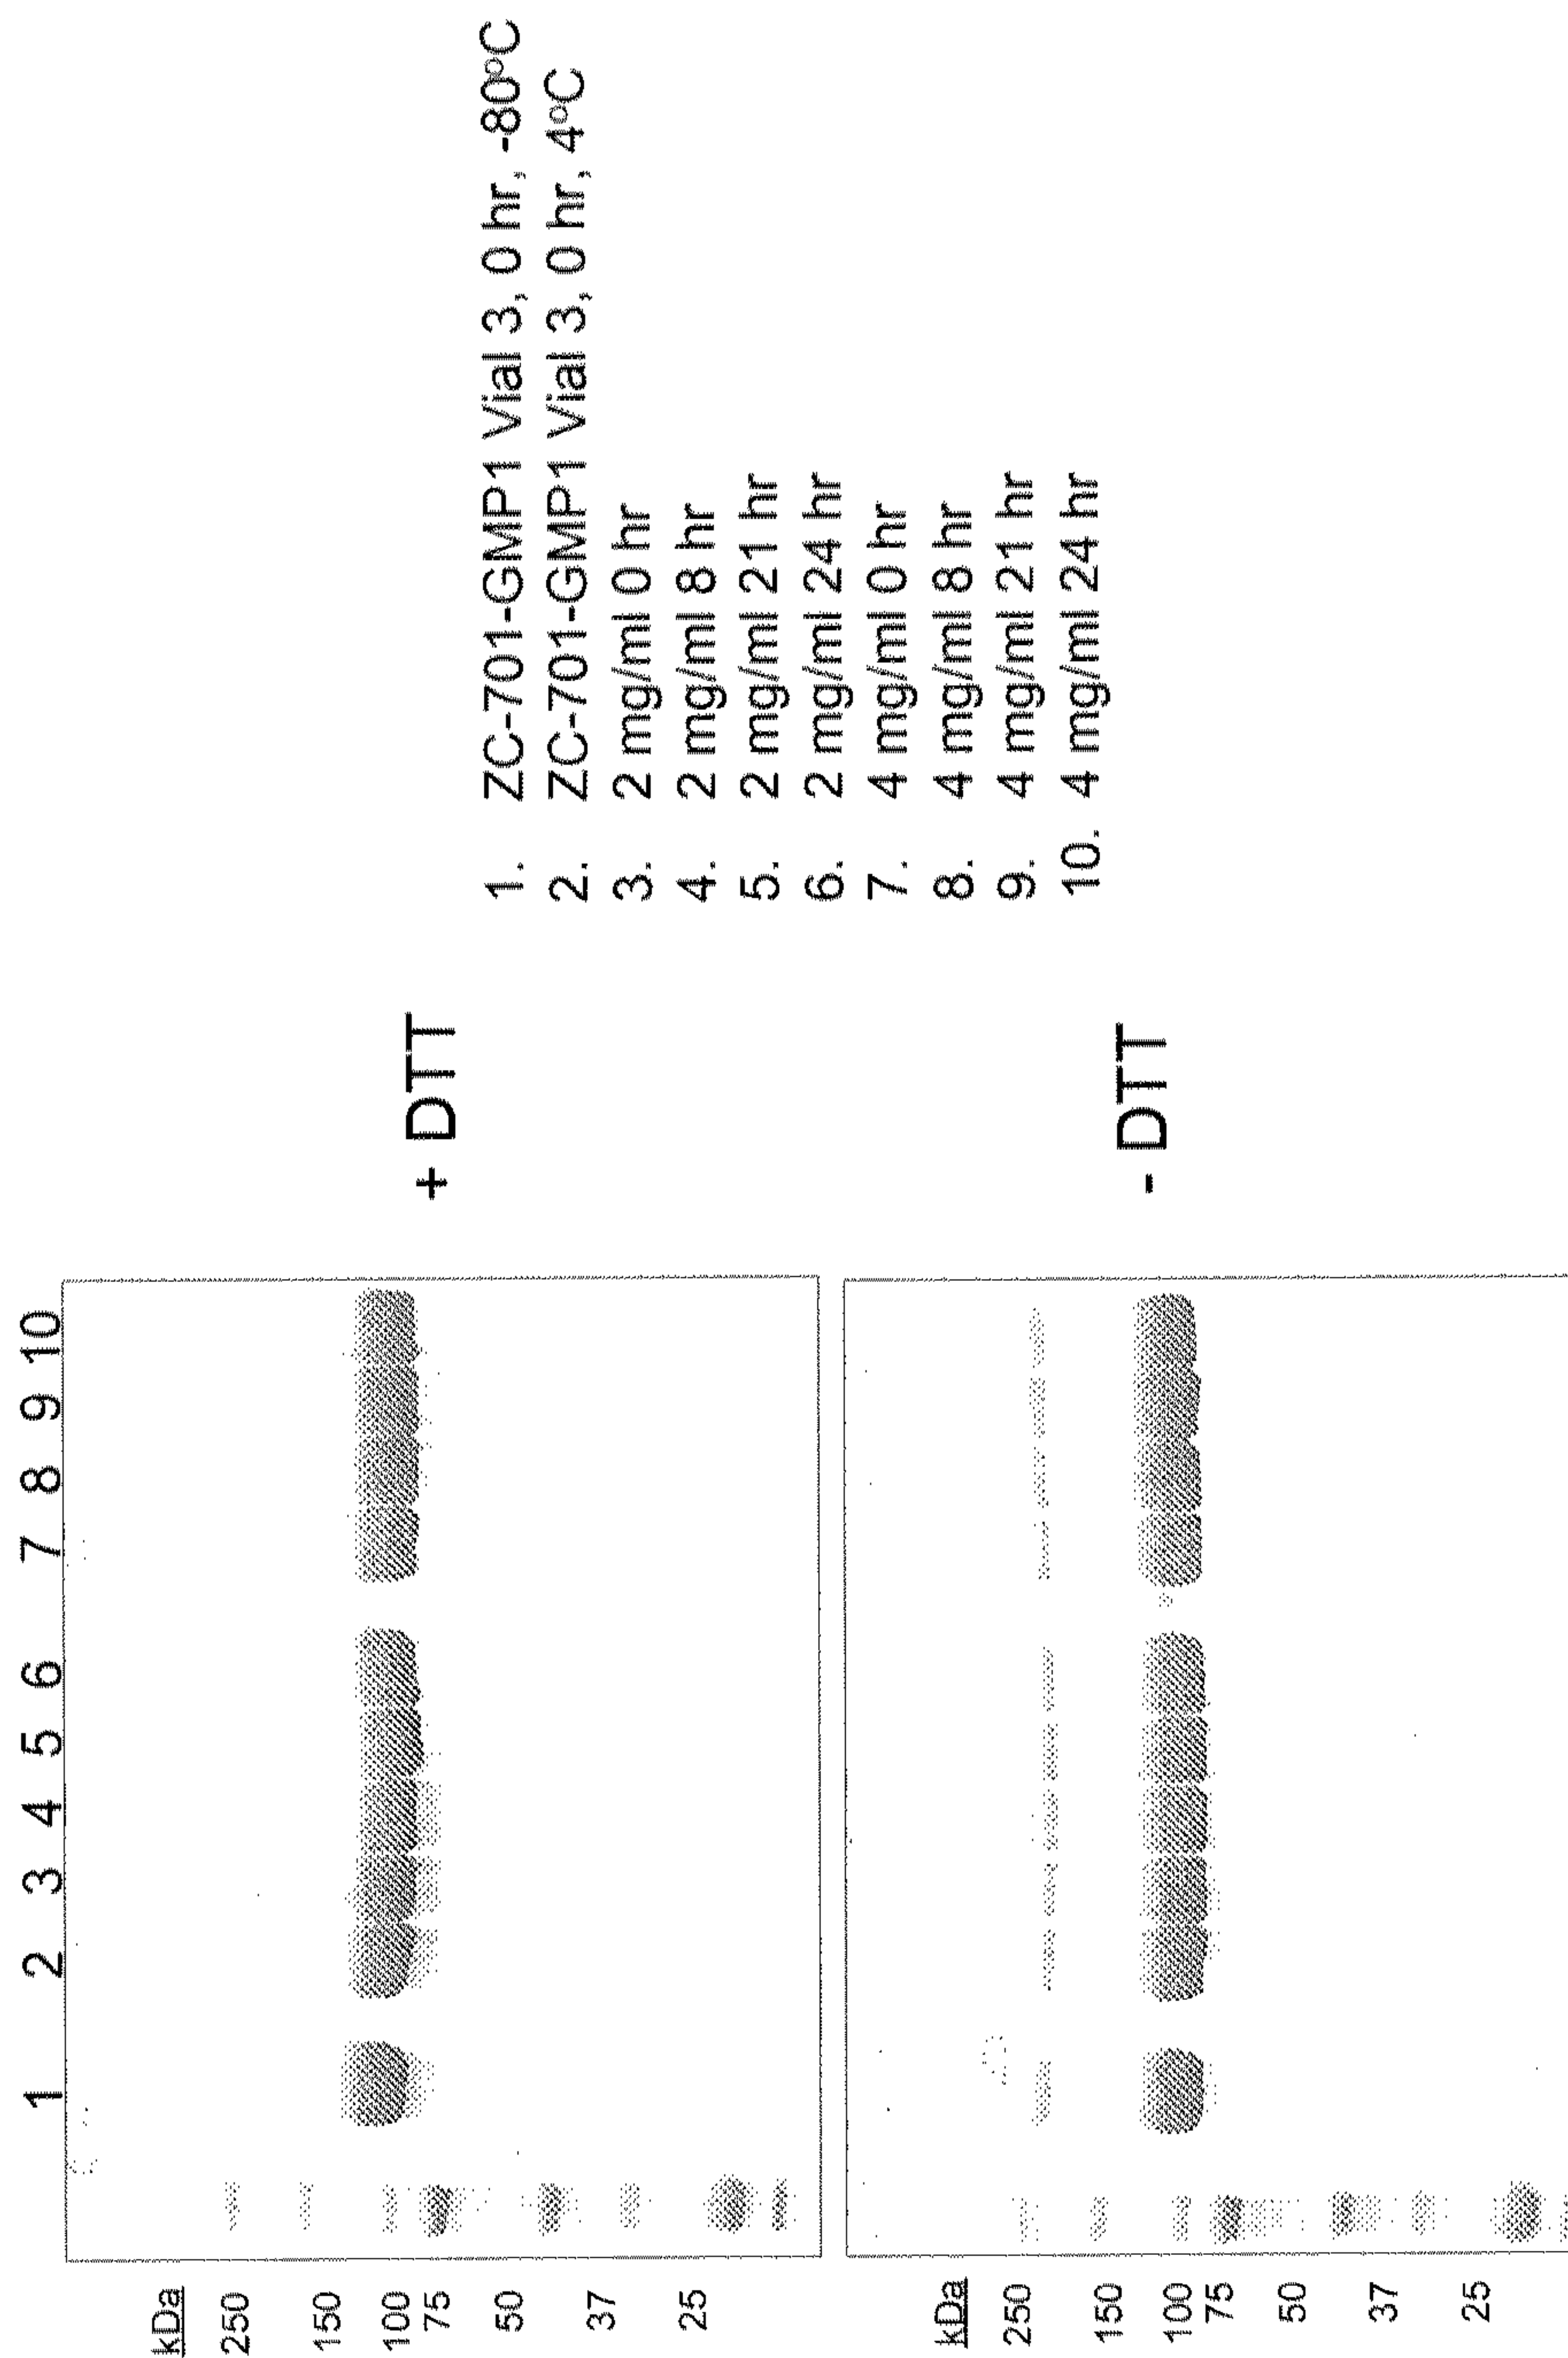 1 2 3 4 5 6 7 8 9 10
kDa
250
150
100
75
50
37
25
+ DTT
kDa
250
150
100
75
50
37
25
- DTT
1. ZC-701-GMP1 Vial 3, 0 hr, -80°C
2. ZC-701-GMP1 Vial 3, 0 hr, 4°C
3. 2 mg/ml 0 hr
4. 2 mg/ml 8 hr
5. 2 mg/ml 21 hr
6. 2 mg/ml 24 hr
7. 4 mg/ml 0 hr
8. 4 mg/ml 8 hr
9. 4 mg/ml 21 hr
10. 4 mg/ml 24 hr